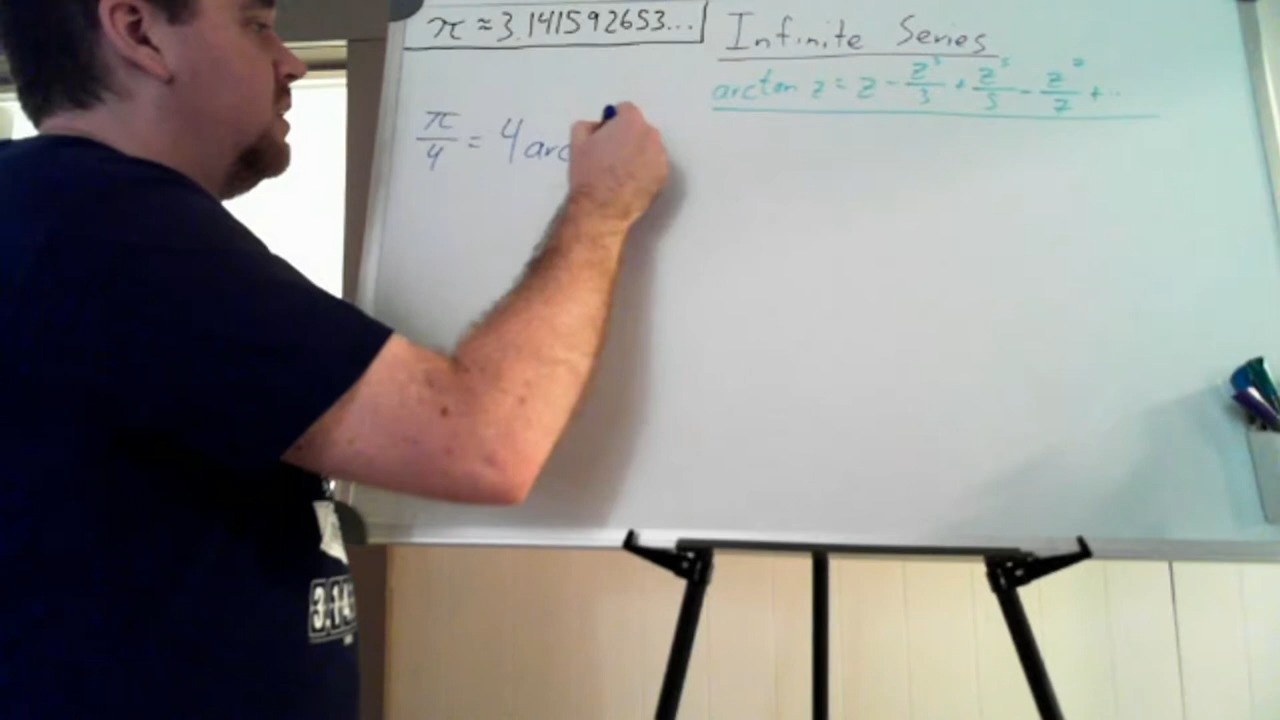 π ≈ 3.141592653...
Infinite Series
arctan z = z - z³/3 + z⁵/5 - z⁷/7 + ...
π/4 = 4 arc
3.14